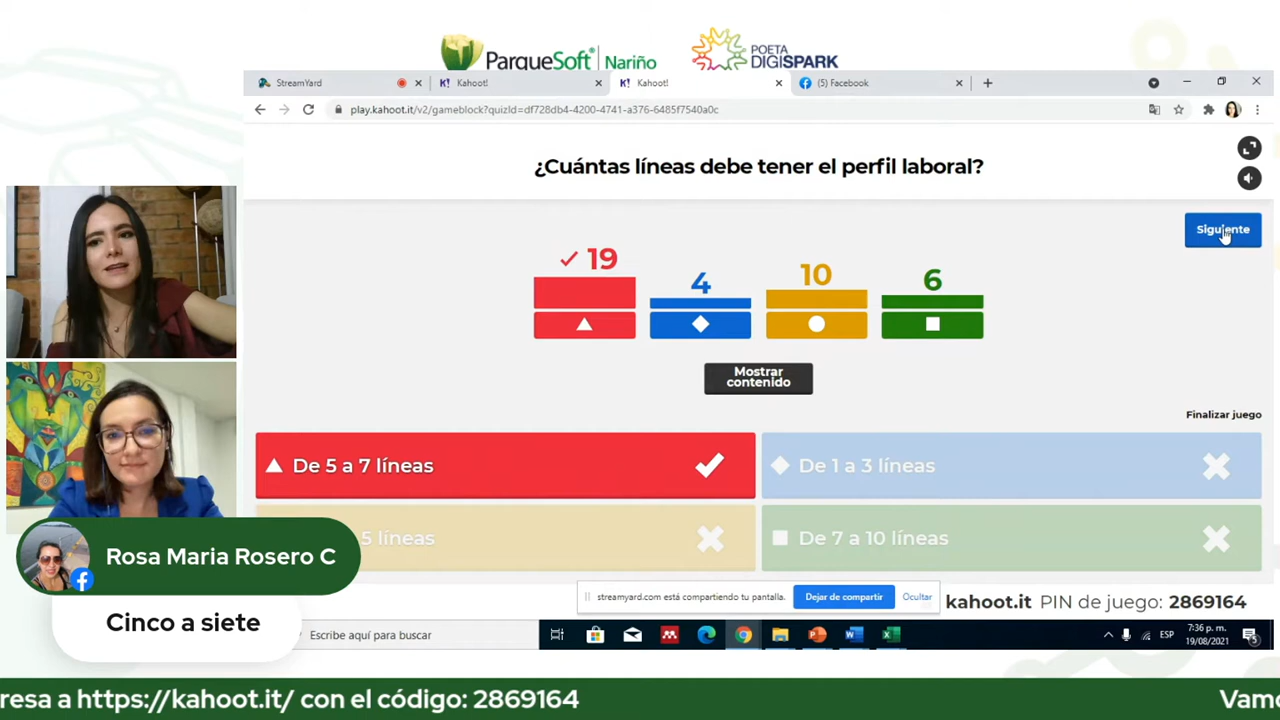 ParqueSoft Nariño
POETA
DIGISPARK
StreamYard
Kahoot!
Kahoot!
(5) Facebook
play.kahoot.it/v2/gameblock?quizId=df728db4-4200-4741-a376-6485f7540a0c
¿Cuántas líneas debe tener el perfil laboral?
Siguiente
19
4
10
6
Mostrar
contenido
Finalizar juego
De 5 a 7 líneas
De 1 a 3 líneas
5 líneas
De 7 a 10 líneas
Rosa Maria Rosero C
Cinco a siete
streamyard.com está compartiendo tu pantalla.
Dejar de compartir
Ocultar
kahoot.it PIN de juego: 2869164
Escribe aquí para buscar
ESP
7:36 p. m.
19/08/2021
5
resa a https://kahoot.it/ con el código: 2869164
Vamo